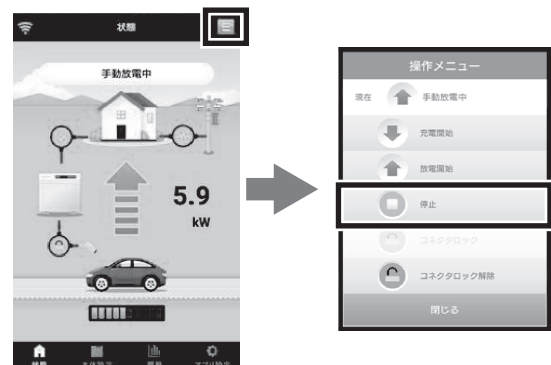 状態
手動放電中
5.9
kW
操作メニュー
現在 手動放電中
充電開始
放電開始
停止
コネクタロック
コネクタロック解除
閉じる